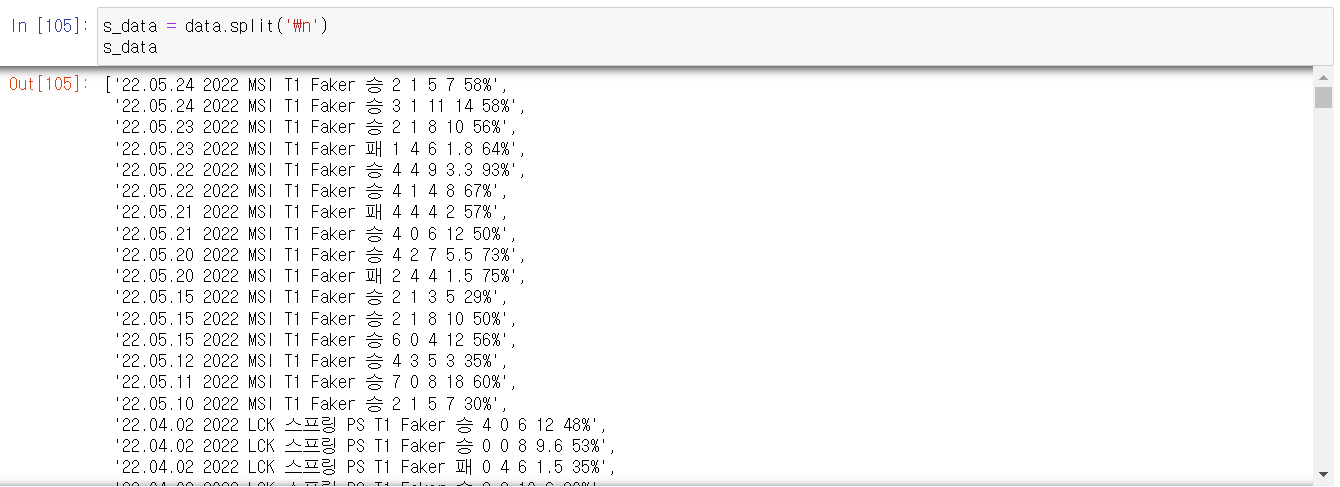 In [105]: s_data = data.split('₩n')
s_data
Out[105]: ['22.05.24 2022 MSI T1 Faker 승 2 1 5 7 58%',
'22.05.24 2022 MSI T1 Faker 승 3 1 11 14 58%',
'22.05.23 2022 MSI T1 Faker 승 2 1 8 10 56%',
'22.05.23 2022 MSI T1 Faker 패 1 4 6 1.8 64%',
'22.05.22 2022 MSI T1 Faker 승 4 4 9 3.3 93%',
'22.05.22 2022 MSI T1 Faker 승 4 1 4 8 67%',
'22.05.21 2022 MSI T1 Faker 패 4 4 4 2 57%',
'22.05.21 2022 MSI T1 Faker 승 4 0 6 12 50%',
'22.05.20 2022 MSI T1 Faker 승 4 2 7 5.5 73%',
'22.05.20 2022 MSI T1 Faker 패 2 4 4 1.5 75%',
'22.05.15 2022 MSI T1 Faker 승 2 1 3 5 29%',
'22.05.15 2022 MSI T1 Faker 승 2 1 8 10 50%',
'22.05.15 2022 MSI T1 Faker 승 6 0 4 12 56%',
'22.05.12 2022 MSI T1 Faker 승 4 3 5 3 35%',
'22.05.11 2022 MSI T1 Faker 승 7 0 8 18 60%',
'22.05.10 2022 MSI T1 Faker 승 2 1 5 7 30%',
'22.04.02 2022 LCK 스프링 PS T1 Faker 승 4 0 6 12 48%',
'22.04.02 2022 LCK 스프링 PS T1 Faker 승 0 0 8 9.6 53%',
'22.04.02 2022 LCK 스프링 PS T1 Faker 패 0 4 6 1.5 35%',